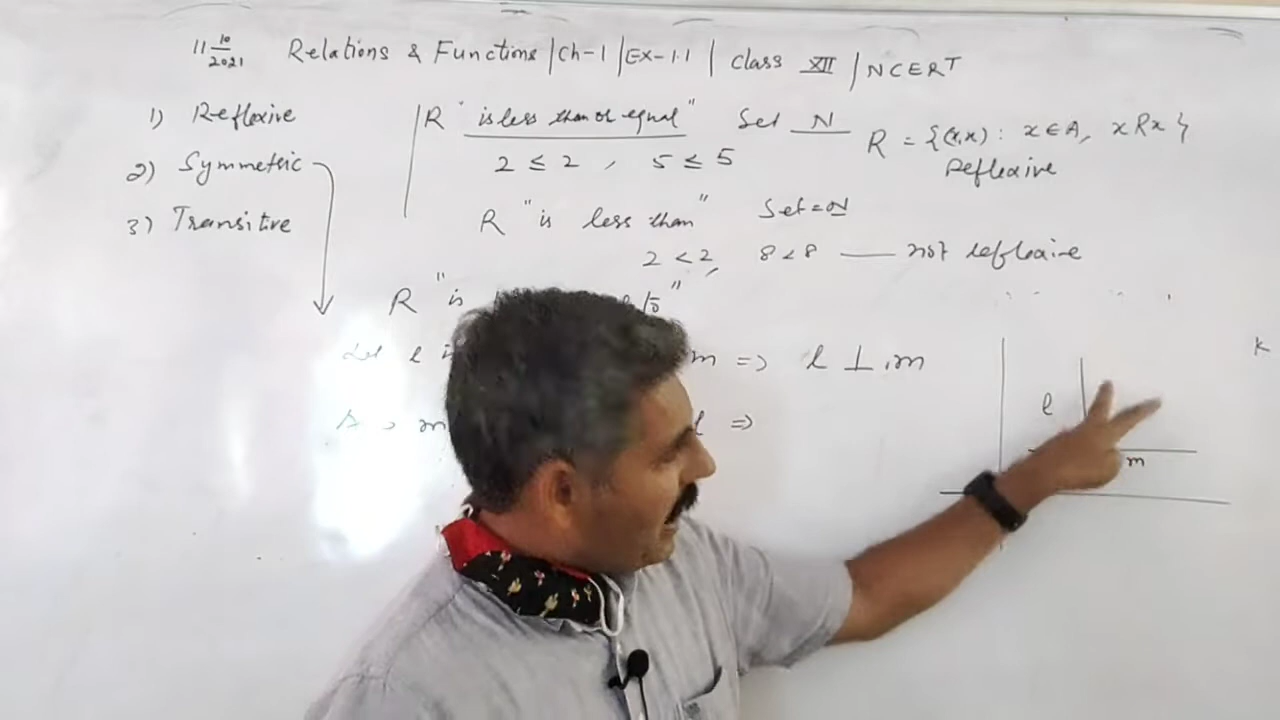 11 10/2021 Relations & Functions | Ch-1 | Ex-1.1 | Class XII | NCERT
1) Reflexive
2) Symmetric
3) Transitive
R "is less than or equal" Set N
R = {(x,x) : x ∈ A, x R x}
2 ≤ 2 , 5 ≤ 5
Reflexive
R "is less than" Set = N
2 < 2, 8 < 8 — not reflexive
R "is
Let l m => l ⊥ m
m l =>
k
l
m